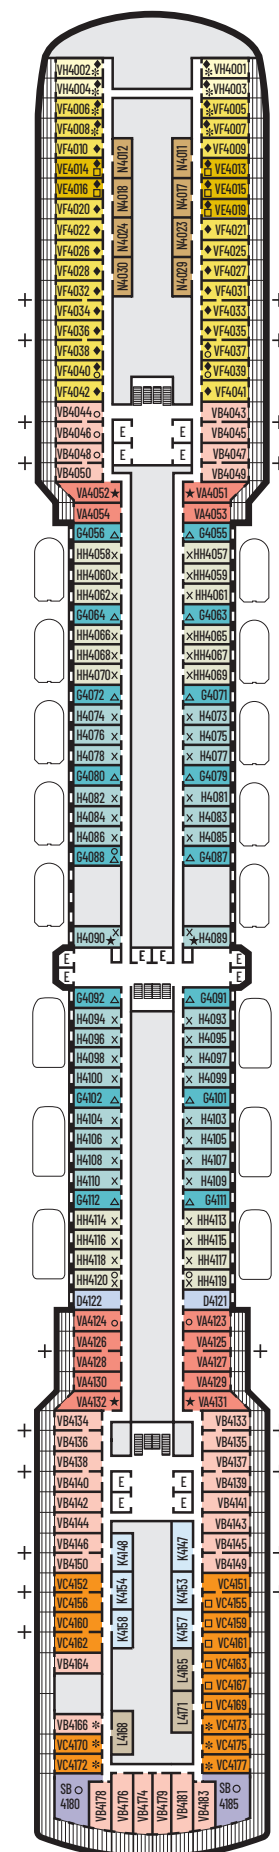 VH4002 VH4001
VH4004 VH4003
VF4006 VF4005
VF4008 VF4007
VF4010 N4012 N4011 VF4009
VE4014 VE4013
VE4016 N4018 N4017 VE4015
VF4020 VE4019
VF4022 N4024 N4023 VF4021
VF4026 VF4025
VF4028 N4030 N4029 VF4027
VF4032 VF4031
VF4034 VF4033
VF4036 VF4035
VF4038 VF4037
VF4040 VF4039
VF4042 VF4041
VB4044 VB4043
VB4046 E E VB4045
VB4048 E E VB4047
VB4050 VB4049
VA4052 VA4051
VA4054 VA4053
G4056 G4055
HH4058 HH4057
HH4060 HH4059
HH4062 HH4061
G4064 G4063
HH4066 HH4065
HH4068 HH4067
HH4070 HH4069
G4072 G4071
H4074 H4073
H4076 H4075
H4078 H4077
G4080 G4079
H4082 H4081
H4084 H4083
H4086 H4085
G4088 G4087
H4090 H4089
E E E E
E E
G4092 G4091
H4094 H4093
H4096 H4095
H4098 H4097
H4100 H4099
G4102 G4101
H4104 H4103
H4106 H4105
H4108 H4107
H4110 H4109
G4112 G4111
HH4114 HH4113
HH4116 HH4115
HH4118 HH4117
HH4120 HH4119
D4122 D4121
VA4124 VA4123
VA4126 VA4125
VA4128 VA4127
VA4130 VA4129
VA4132 VA4131
VB4134 VB4133
VB4136 VB4135
VB4138 VB4137
VB4140 E E VB4139
VB4142 E E VB4141
VB4144 VB4143
VB4146 K4148 K4147 VB4145
VB4150 VB4149
VC4152 K4154 K4153 VC4151
VC4156 VC4155
VC4160 K4158 K4157 VC4159
VC4162 VC4161
VB4164 L4165 VC4163
VC4167
L4171 VC4169
VB4166 L4168 VC4173
VC4170 VC4175
VC4172 VC4177
SB SB
4180 VB4178 VB4176 VB4174 VB4179 VB4181 VB4183 4185